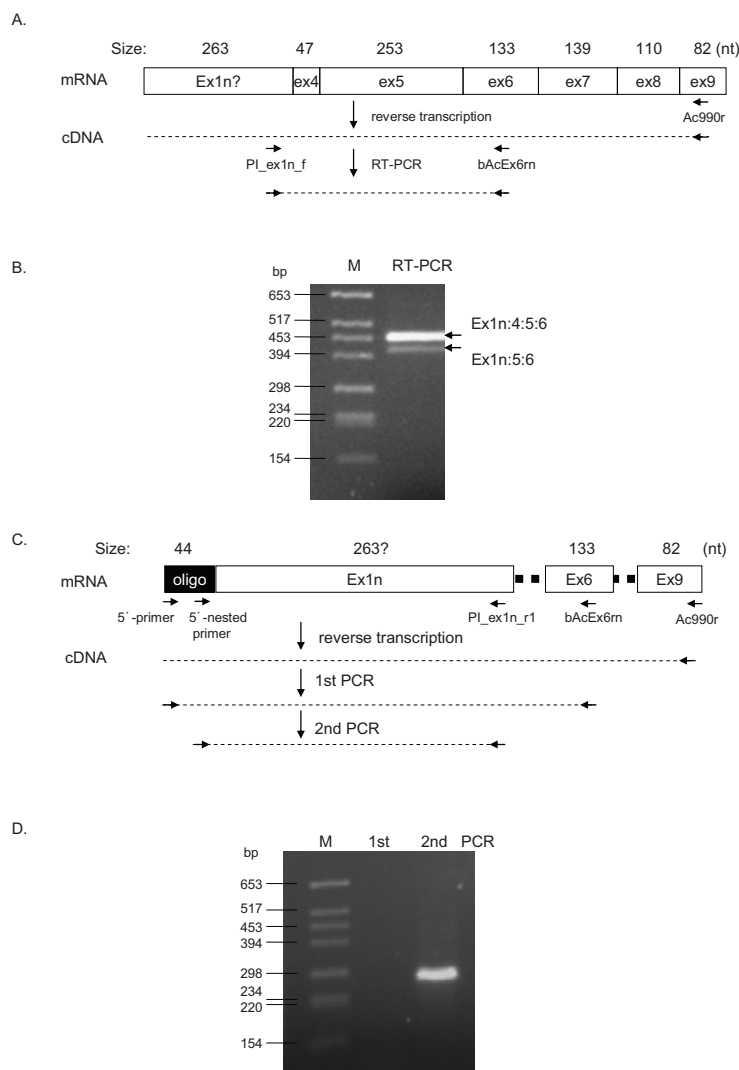 A.
Size: 263 47 253 133 139 110 82 (nt)
mRNA Ex1n? ex4 ex5 ex6 ex7 ex8 ex9
reverse transcription Ac990r
cDNA
PI_ex1n_f RT-PCR bAcEx6rn
B.
bp M RT-PCR
653
517 Ex1n:4:5:6
453
394 Ex1n:5:6
298
234
220
154
C.
Size: 44 263? 133 82 (nt)
mRNA oligo Ex1n Ex6 Ex9
5´-primer 5´-nested primer PI_ex1n_r1 bAcEx6rn Ac990r
reverse transcription
cDNA
1st PCR
2nd PCR
D.
bp M 1st 2nd PCR
653
517
453
394
298
234
220
154